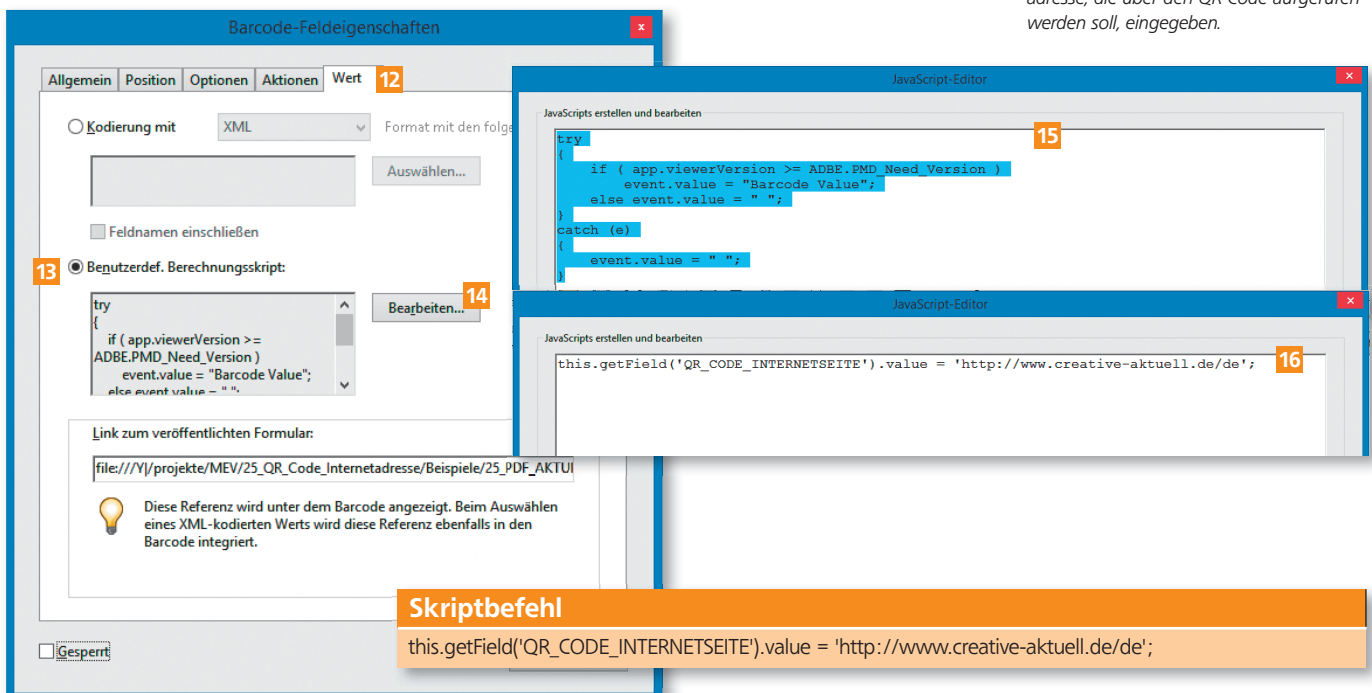 adresse, die über den QR-Code aufgerufen
werden soll, eingegeben.
Barcode-Feldeigenschaften
x
Allgemein Position Optionen Aktionen Wert 12
Kodierung mit XML Format mit den folge
Auswählen...
Feldnamen einschließen
13 Benutzerdef. Berechnungsskript:
try
{
if ( app.viewerVersion >=
ADBE.PMD_Need_Version )
event.value = "Barcode Value";
else event.value = " ";
Bearbeiten... 14
Link zum veröffentlichten Formular:
file:///Y|/projekte/MEV/25_QR_Code_Internetadresse/Beispiele/25_PDF_AKTU
Diese Referenz wird unter dem Barcode angezeigt. Beim Auswählen
eines XML-kodierten Werts wird diese Referenz ebenfalls in den
Barcode integriert.
Gesperrt
JavaScript-Editor
x
JavaScripts erstellen und bearbeiten
15
try
{
if ( app.viewerVersion >= ADBE.PMD_Need_Version )
event.value = "Barcode Value";
else event.value = " ";
}
catch (e)
{
event.value = " ";
}
JavaScript-Editor
x
JavaScripts erstellen und bearbeiten
this.getField('QR_CODE_INTERNETSEITE').value = 'http://www.creative-aktuell.de/de'; 16
Skriptbefehl
this.getField('QR_CODE_INTERNETSEITE').value = 'http://www.creative-aktuell.de/de';